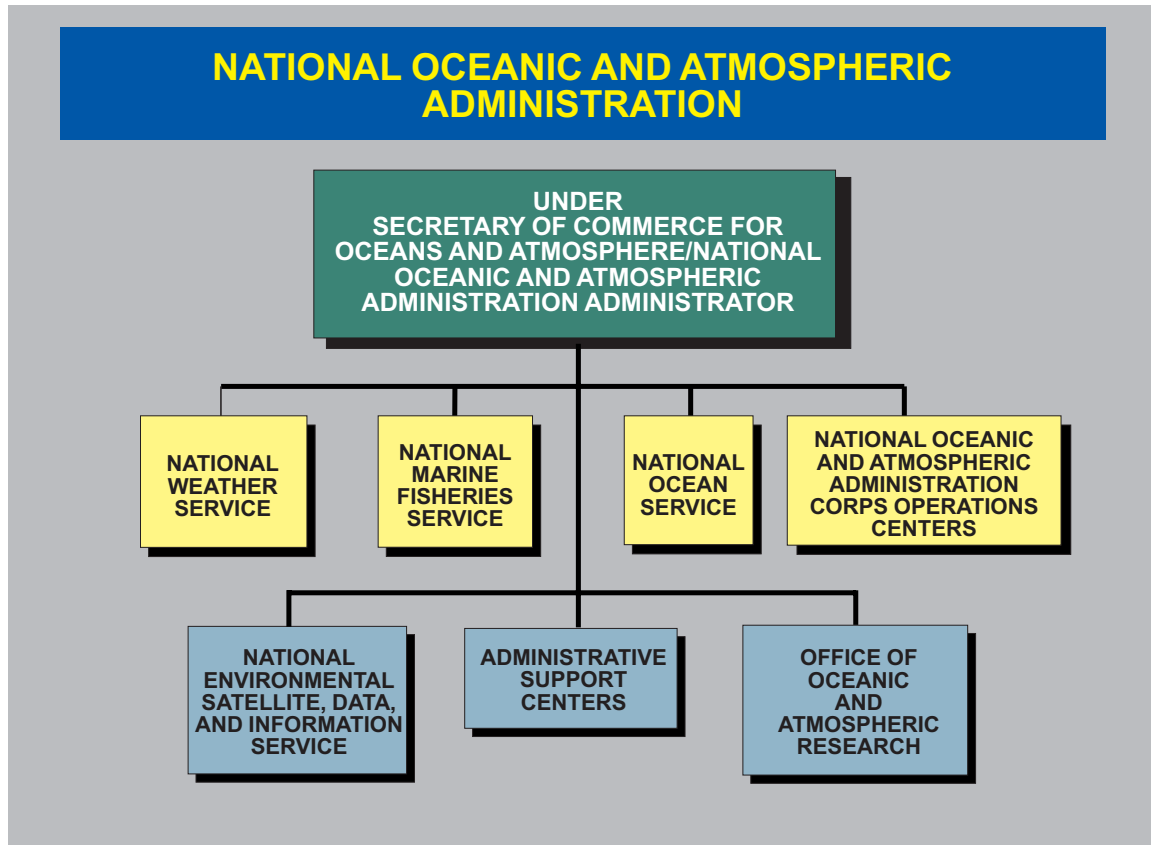 NATIONAL OCEANIC AND ATMOSPHERIC
ADMINISTRATION
UNDER
SECRETARY OF COMMERCE FOR
OCEANS AND ATMOSPHERE/NATIONAL
OCEANIC AND ATMOSPHERIC
ADMINISTRATION ADMINISTRATOR
NATIONAL
WEATHER
SERVICE
NATIONAL
MARINE
FISHERIES
SERVICE
NATIONAL
OCEAN
SERVICE
NATIONAL OCEANIC
AND ATMOSPHERIC
ADMINISTRATION
CORPS OPERATIONS
CENTERS
NATIONAL
ENVIRONMENTAL
SATELLITE, DATA,
AND INFORMATION
SERVICE
ADMINISTRATIVE
SUPPORT
CENTERS
OFFICE OF
OCEANIC
AND
ATMOSPHERIC
RESEARCH